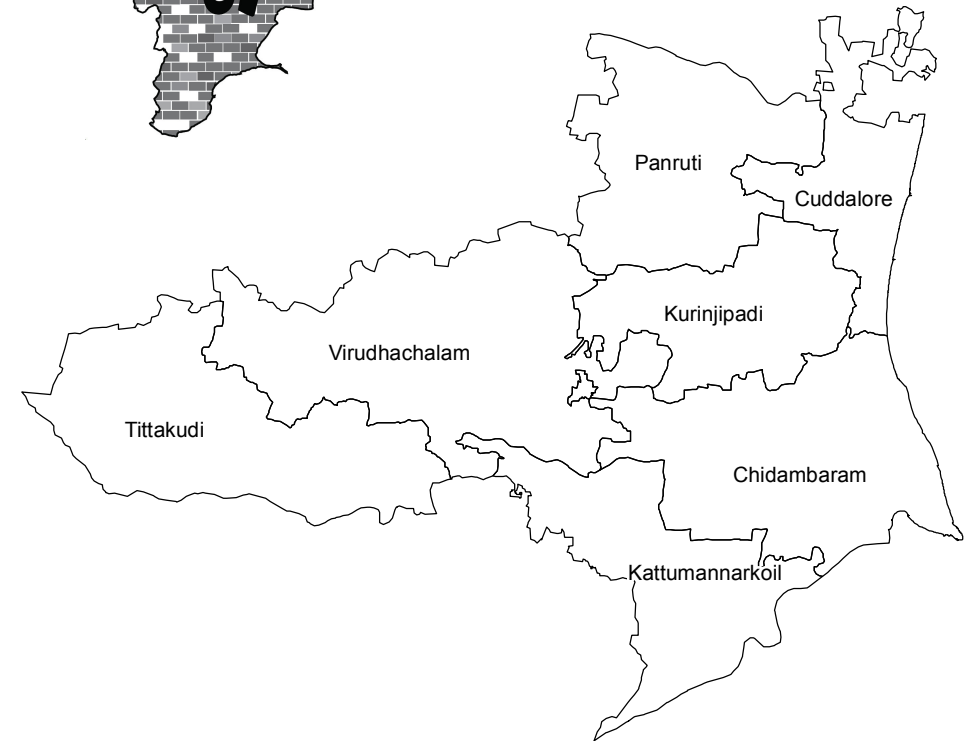 Panruti
Cuddalore
Kurinjipadi
Virudhachalam
Tittakudi
Chidambaram
Kattumannarkoil